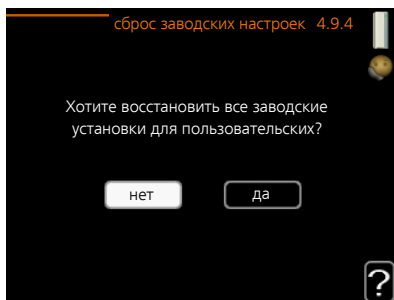 сброс заводских настроек 4.9.4
Хотите восстановить все заводские
установки для пользовательских?
нет да
?